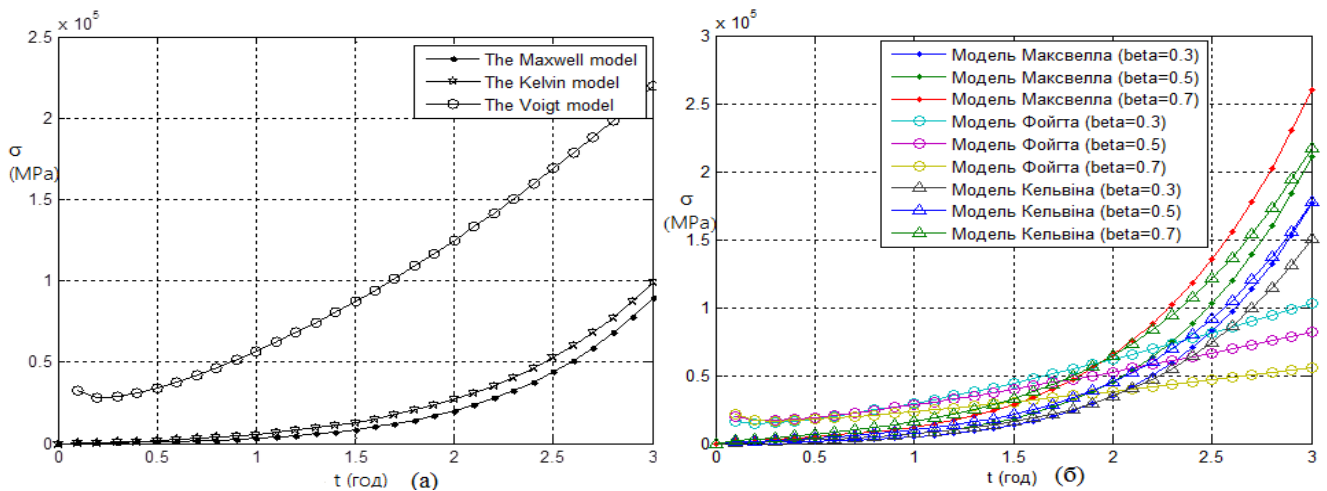 x 10⁵
2.5
2
1.5
1
0.5
0
σ
(MPa)
The Maxwell model
The Kelvin model
The Voigt model
0 0.5 1 1.5 2 2.5 3
t (год) (а)
x 10⁵
3
2.5
2
1.5
1
0.5
0
σ
(MPa)
Модель Максвелла (beta=0.3)
Модель Максвелла (beta=0.5)
Модель Максвелла (beta=0.7)
Модель Фойгта (beta=0.3)
Модель Фойгта (beta=0.5)
Модель Фойгта (beta=0.7)
Модель Кельвіна (beta=0.3)
Модель Кельвіна (beta=0.5)
Модель Кельвіна (beta=0.7)
0 0.5 1 1.5 2 2.5 3
t (год) (б)